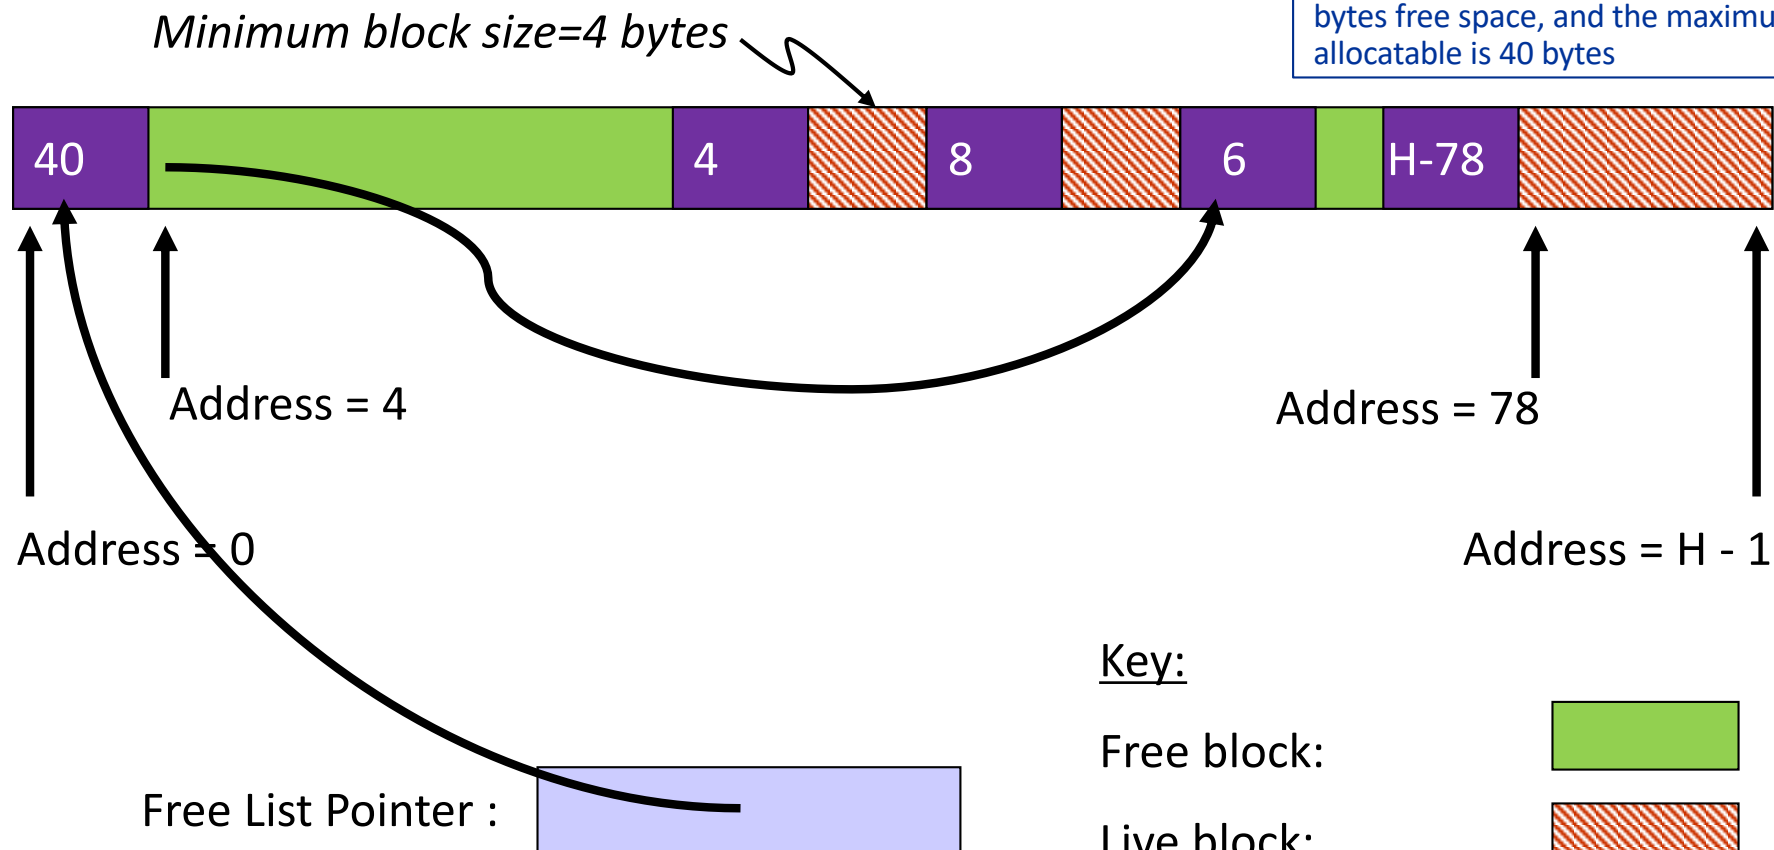 Minimum block size=4 bytes
bytes free space, and the maximu
allocatable is 40 bytes
40 4 8 6 H-78
Address = 4
Address = 78
Address = 0
Address = H - 1
Key:
Free block:
Free List Pointer :
Live block: